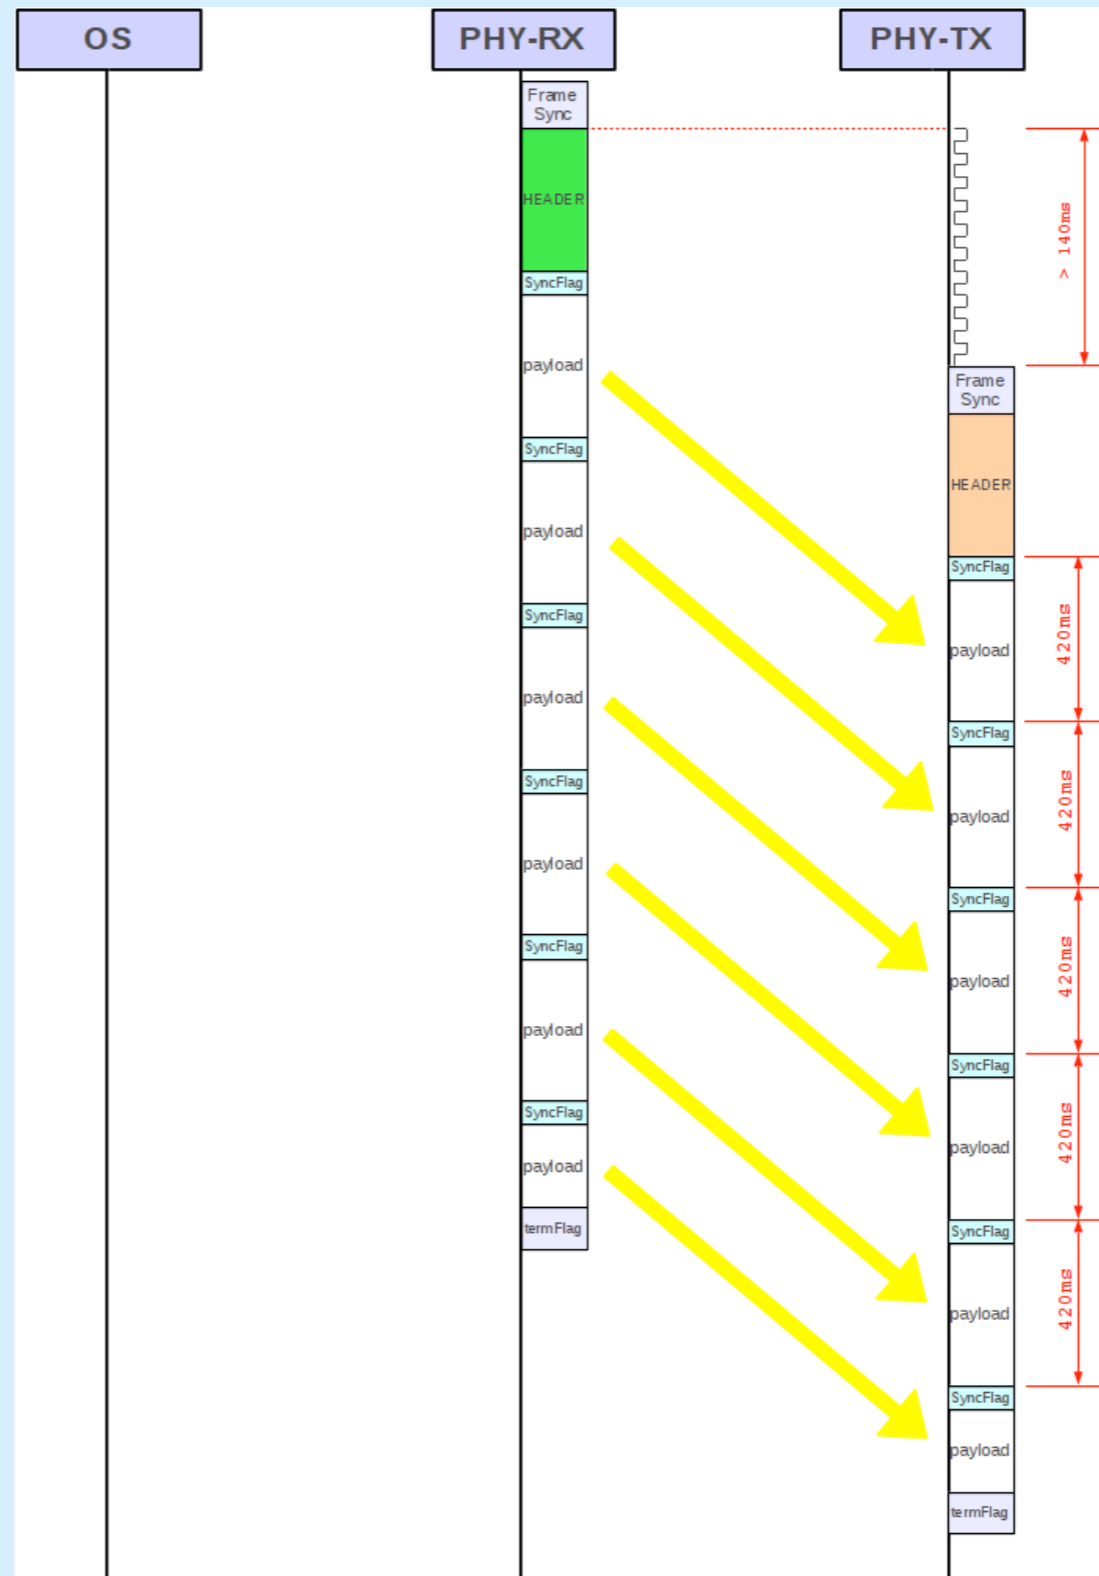 OS
PHY-RX
PHY-TX
Frame
Sync
HEADER
SyncFlag
payload
SyncFlag
payload
SyncFlag
payload
SyncFlag
payload
SyncFlag
payload
SyncFlag
payload
termFlag
Frame
Sync
HEADER
SyncFlag
payload
SyncFlag
payload
SyncFlag
payload
SyncFlag
payload
SyncFlag
payload
SyncFlag
payload
termFlag
> 140ms
420ms
420ms
420ms
420ms
420ms